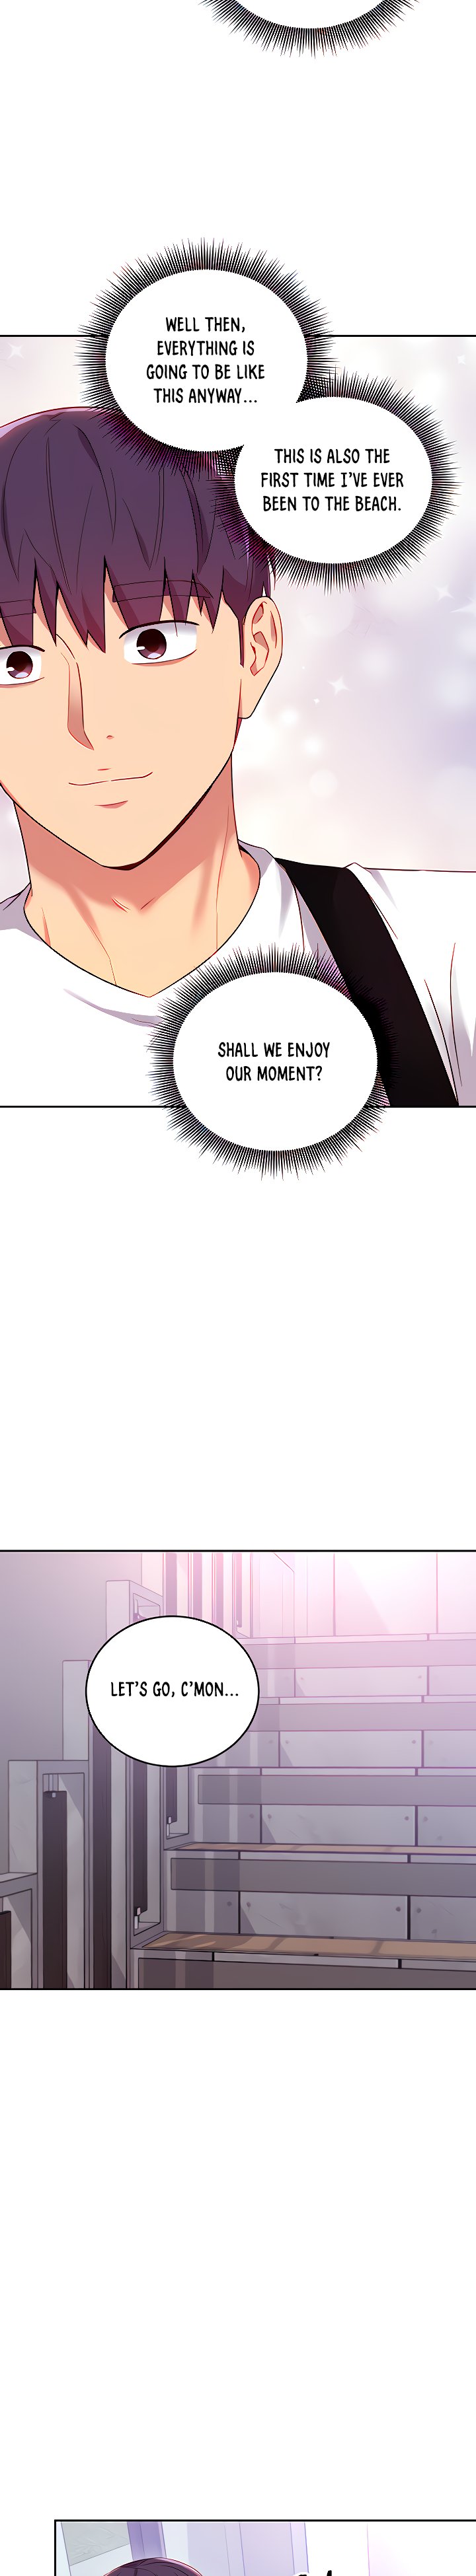 WELL THEN,
EVERYTHING IS
GOING TO BE LIKE
THIS ANYWAY...
THIS IS ALSO THE
FIRST TIME I'VE EVER
BEEN TO THE BEACH.
SHALL WE ENJOY
OUR MOMENT?
LET'S GO, C'MON...